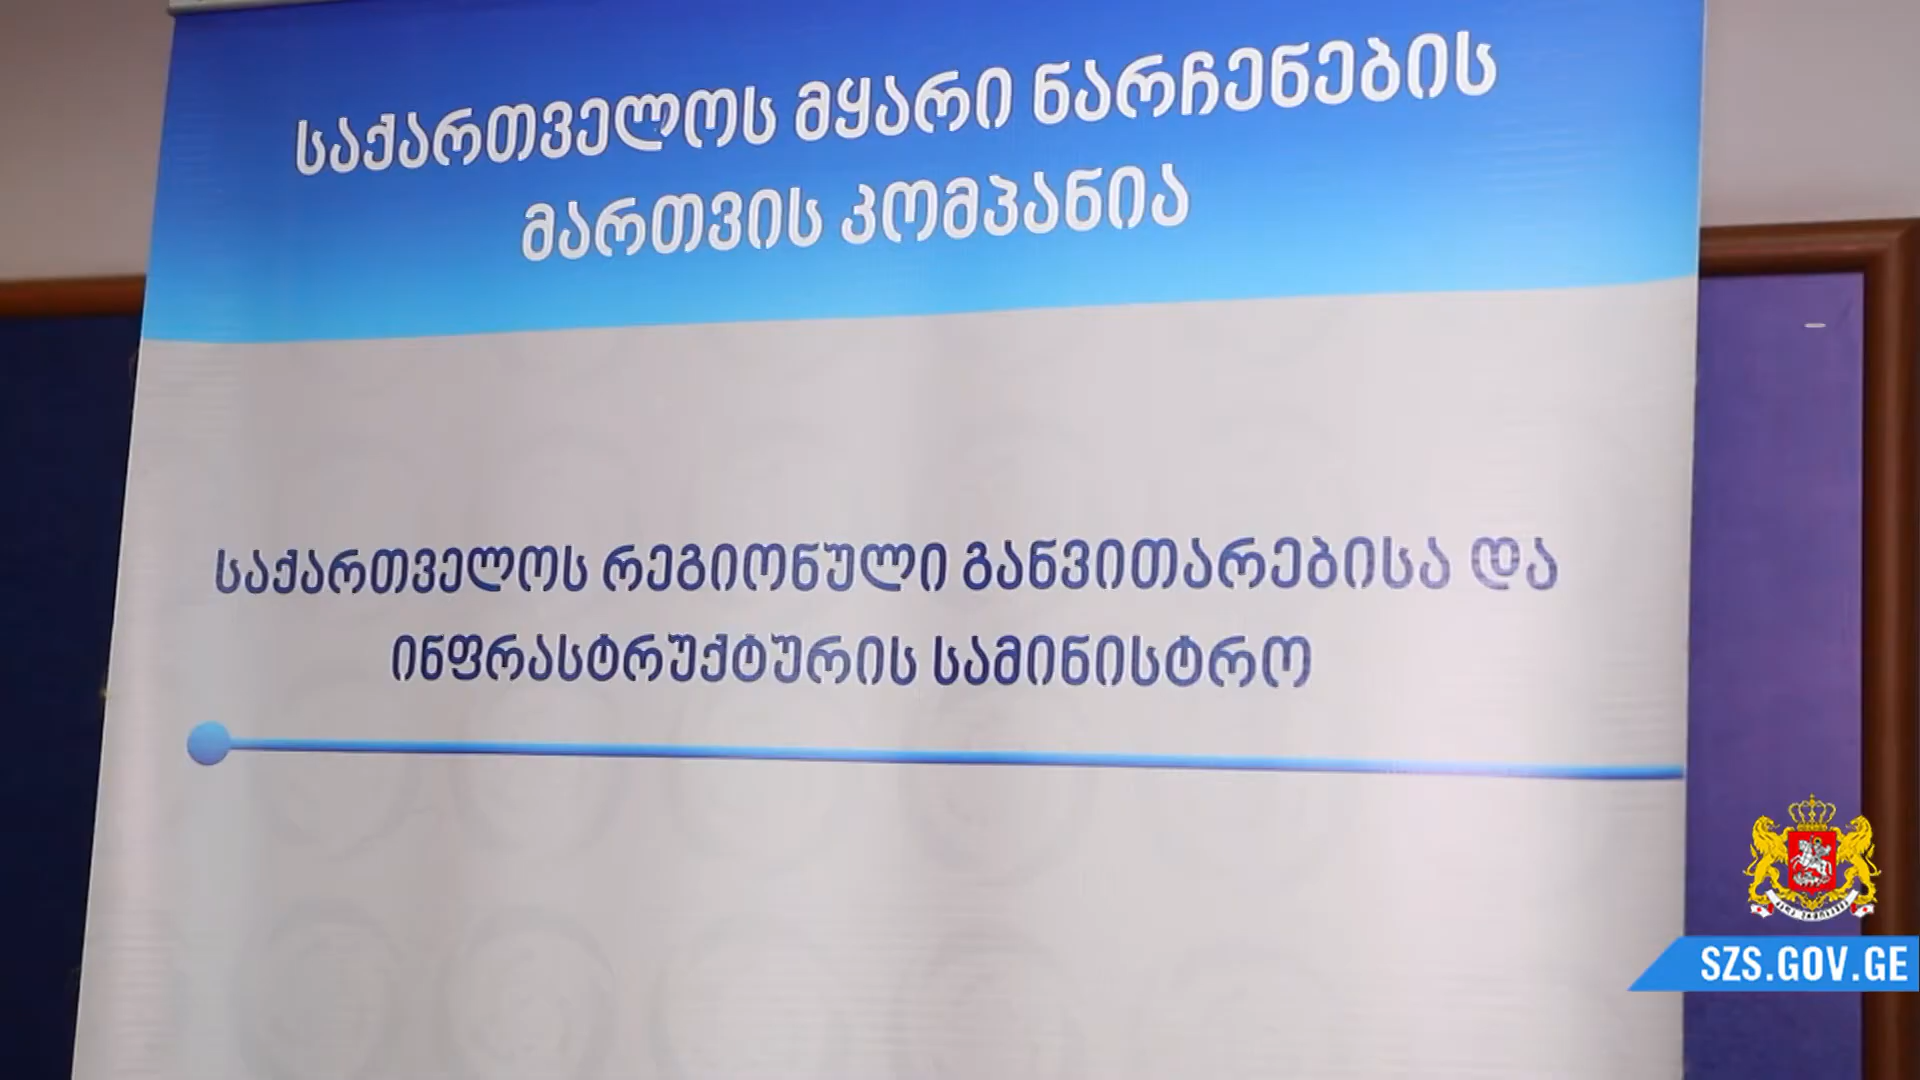 საქართველოს მყარი ნარჩენების
მართვის კომპანია
საქართველოს რეგიონული განვითარებისა და
ინფრასტრუქტურის სამინისტრო
SZS.GOV.GE